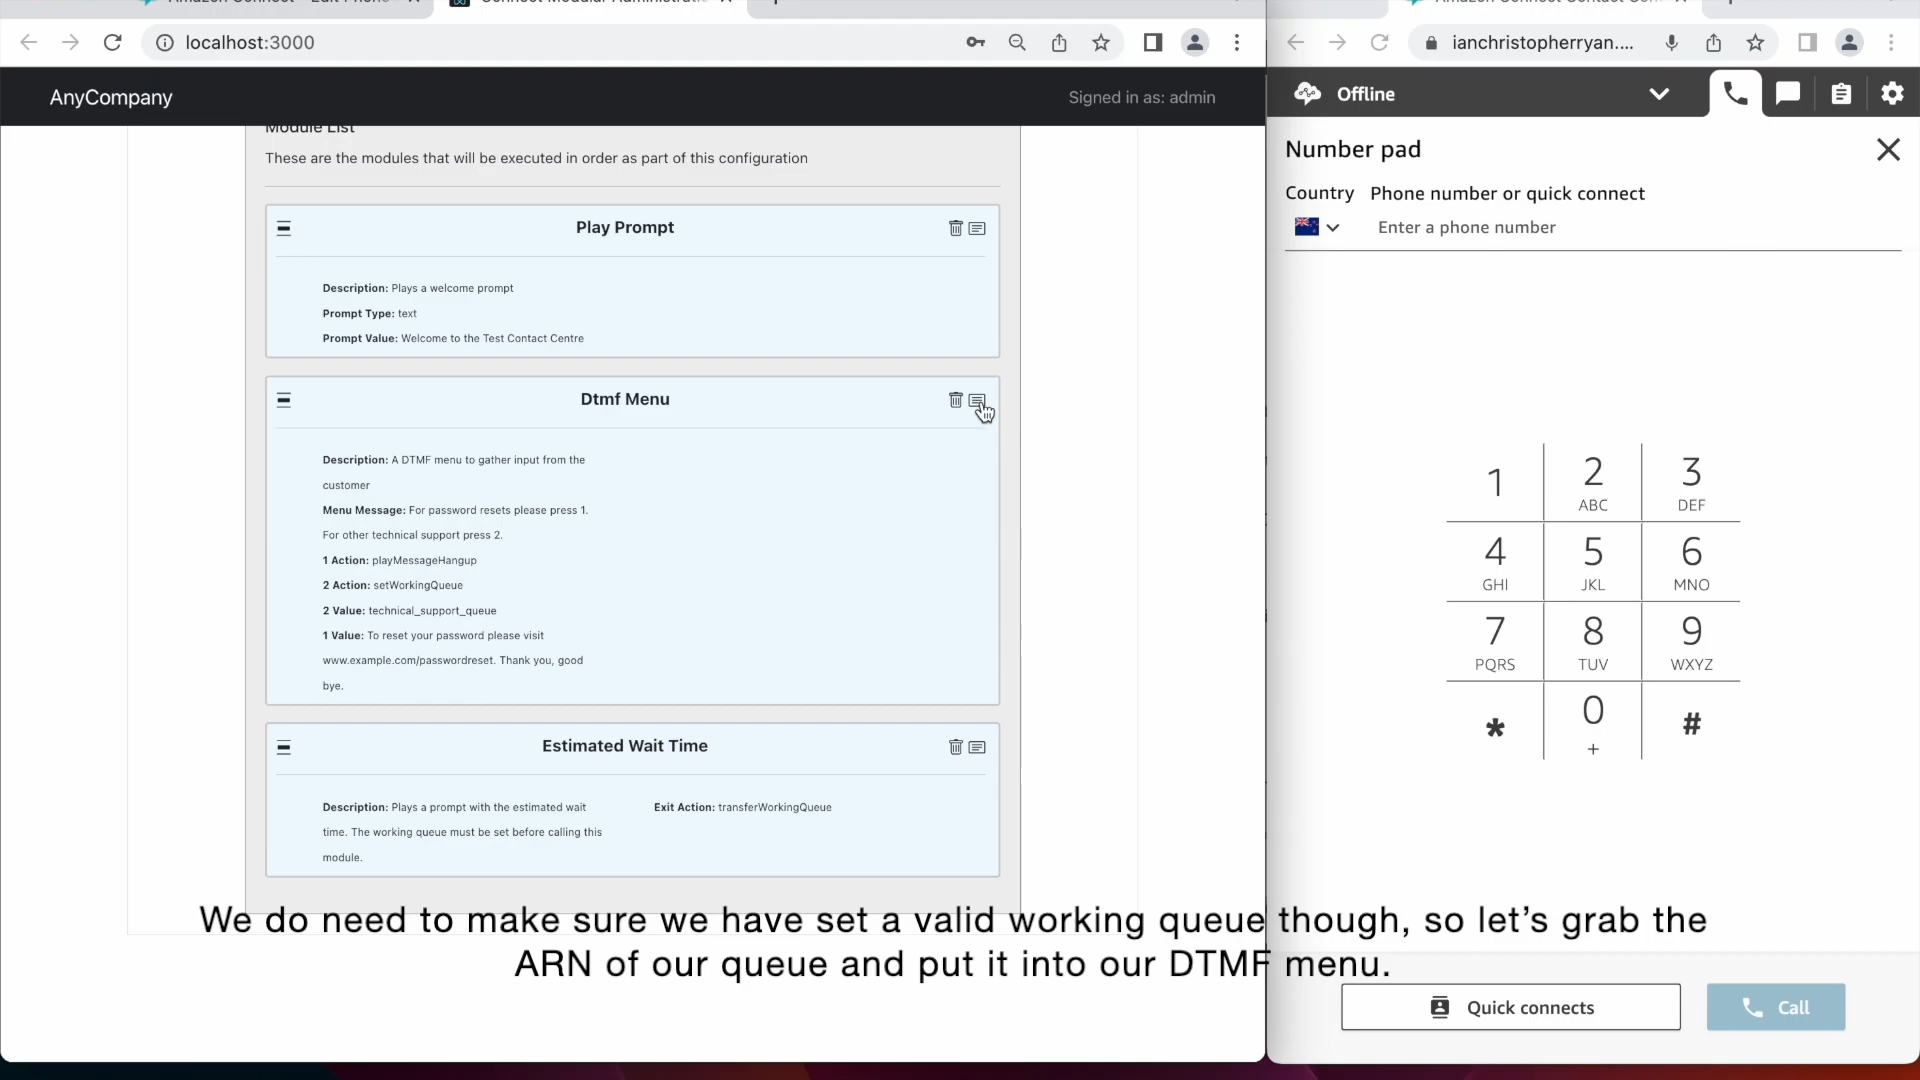 localhost:3000
ianchristopherryan....
AnyCompany
Signed in as: admin
Offline
Module List
These are the modules that will be executed in order as part of this configuration
Play Prompt
Description: Plays a welcome prompt
Prompt Type: text
Prompt Value: Welcome to the Test Contact Centre
Dtmf Menu
Description: A DTMF menu to gather input from the
customer
Menu Message: For password resets please press 1.
For other technical support press 2.
1 Action: playMessageHangup
2 Action: setWorkingQueue
2 Value: technical_support_queue
1 Value: To reset your password please visit
www.example.com/passwordreset. Thank you, good
bye.
Estimated Wait Time
Description: Plays a prompt with the estimated wait
time. The working queue must be set before calling this
module.
Exit Action: transferWorkingQueue
Number pad
Country Phone number or quick connect
Enter a phone number
1 2 3
ABC DEF
4 5 6
GHI JKL MNO
7 8 9
PQRS TUV WXYZ
* 0 #
+
We do need to make sure we have set a valid working queue though, so let's grab the
ARN of our queue and put it into our DTMF menu.
Quick connects
Call